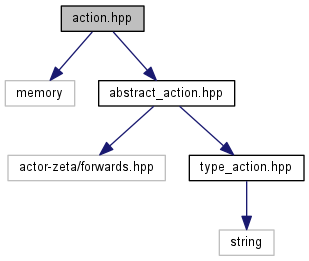 action.hpp
memory
abstract_action.hpp
actor-zeta/forwards.hpp
type_action.hpp
string